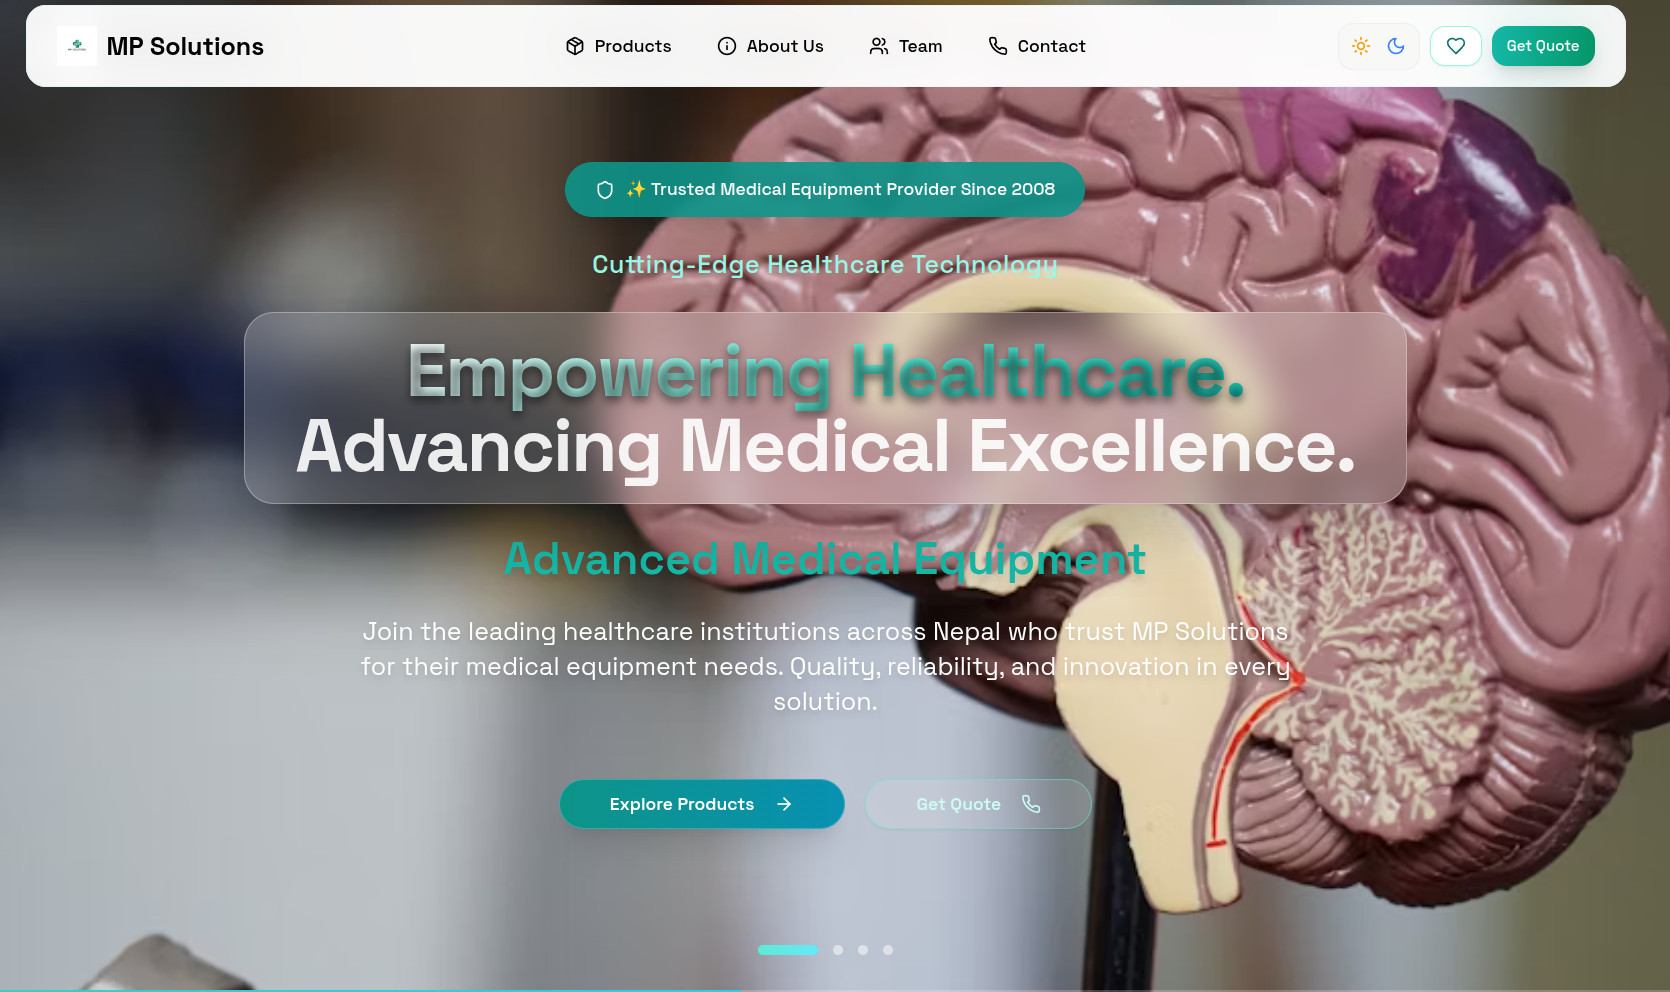 MP Solutions
Products
About Us
Team
Contact
Get Quote
✨ Trusted Medical Equipment Provider Since 2008
Cutting-Edge Healthcare Technology
Empowering Healthcare.
Advancing Medical Excellence.
Advanced Medical Equipment
Join the leading healthcare institutions across Nepal who trust MP Solutions
for their medical equipment needs. Quality, reliability, and innovation in every
solution.
Explore Products
Get Quote